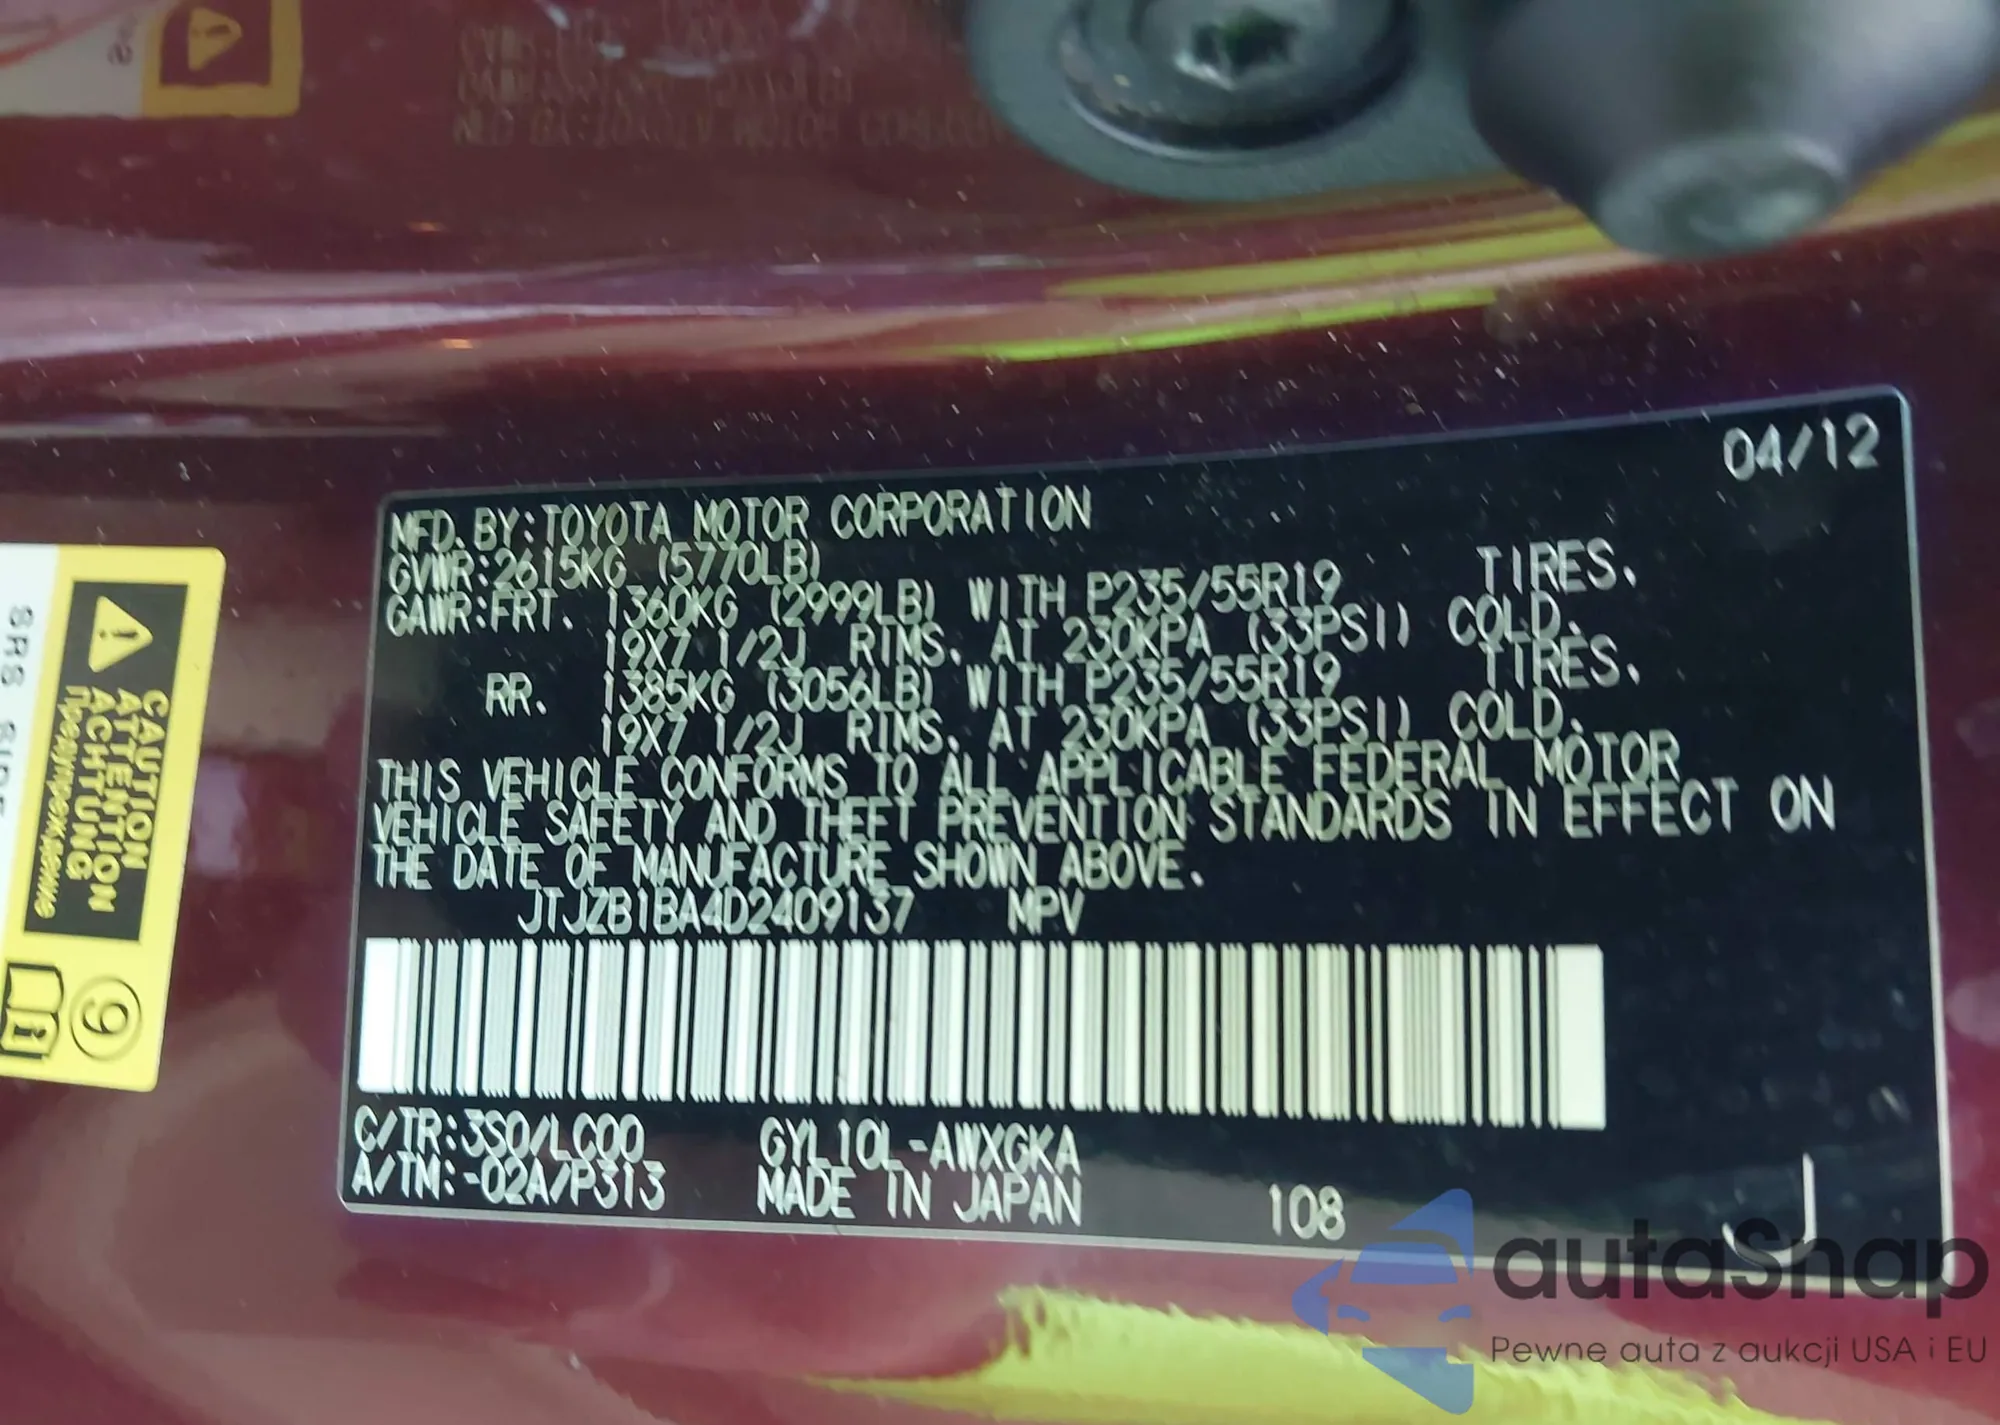 04/12
MFD.BY:TOYOTA MOTOR CORPORATION
GVWR:2615KG (5770LB)
GAWR:FRT. 1360KG (2999LB) WITH P235/55R19 TIRES.
19X7 1/2J RIMS. AT 230KPA (33PSI) COLD.
RR. 1385KG (3056LB) WITH P235/55R19 TIRES.
19X7 1/2J RIMS. AT 230KPA (33PSI) COLD.
THIS VEHICLE CONFORMS TO ALL APPLICABLE FEDERAL MOTOR
VEHICLE SAFETY AND THEFT PREVENTION STANDARDS IN EFFECT ON
THE DATE OF MANUFACTURE SHOWN ABOVE.
JTJZB1BA4D2409137 MPV
C/TR:3S0/LC00 GYL10L-AWXGKA
A/TM:-02A/P313 MADE IN JAPAN 108
J
CAUTION
ATTENTION
ACHTUNG
Предупреждение
SRS
9
autaSnap
Pewne auta z aukcji USA i EU